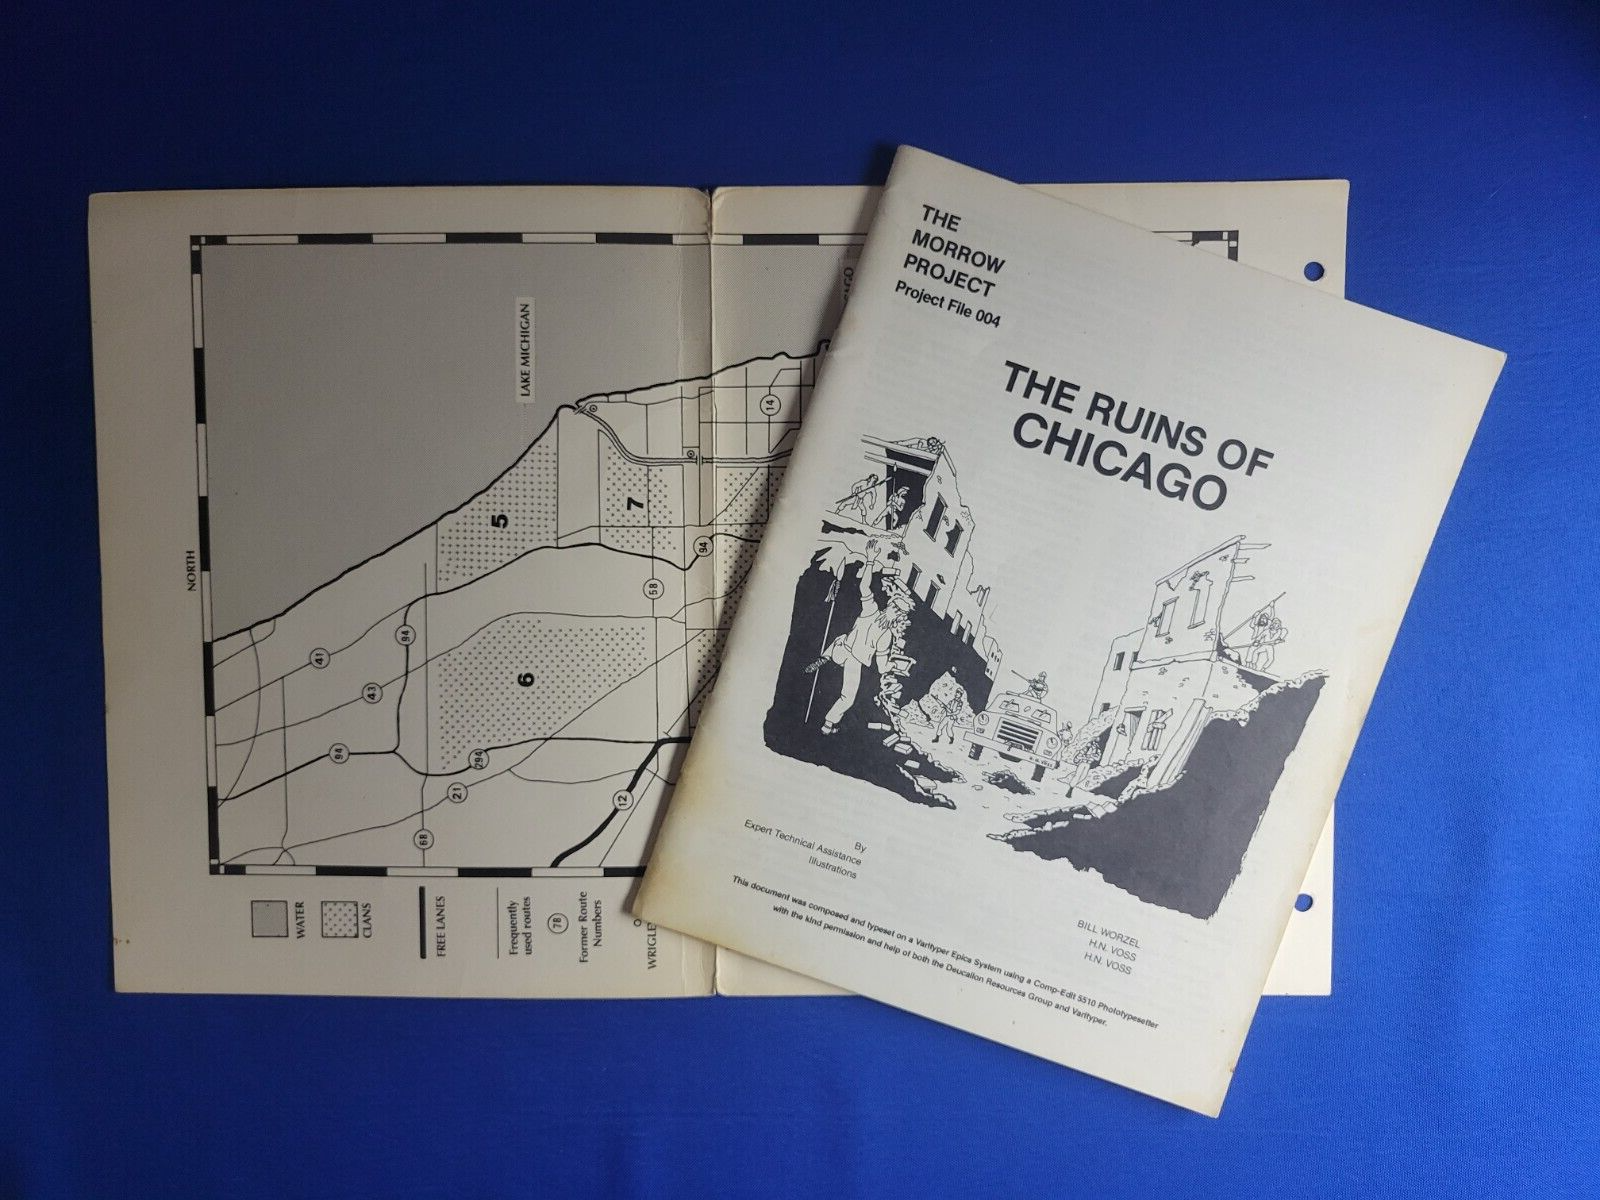 THE
MORROW
PROJECT
Project File 004
THE RUINS OF
CHICAGO
By
Expert Technical Assistance
Illustrations
BILL WORZEL
H.N. VOSS
H.N. VOSS
This document was composed and typeset on a Varityper Epics System using a Comp-Edit 5510 Phototypesetter
with the kind permission and help of both the Deucalion Resources Group and Varityper.
NORTH
LAKE MICHIGAN
5
7
6
14
94
58
94
41
43
94
294
21
68
12
WATER
CLANS
FREE LANES
Frequently
used routes
78
Former Route
Numbers